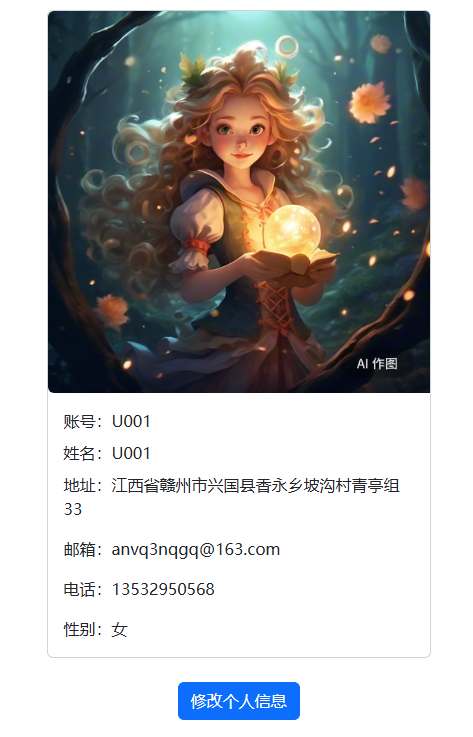 AI 作图
账号：U001
姓名：U001
地址：江西省赣州市兴国县香永乡坡沟村青亭组
33
邮箱：anvq3nqgq@163.com
电话：13532950568
性别：女
修改个人信息